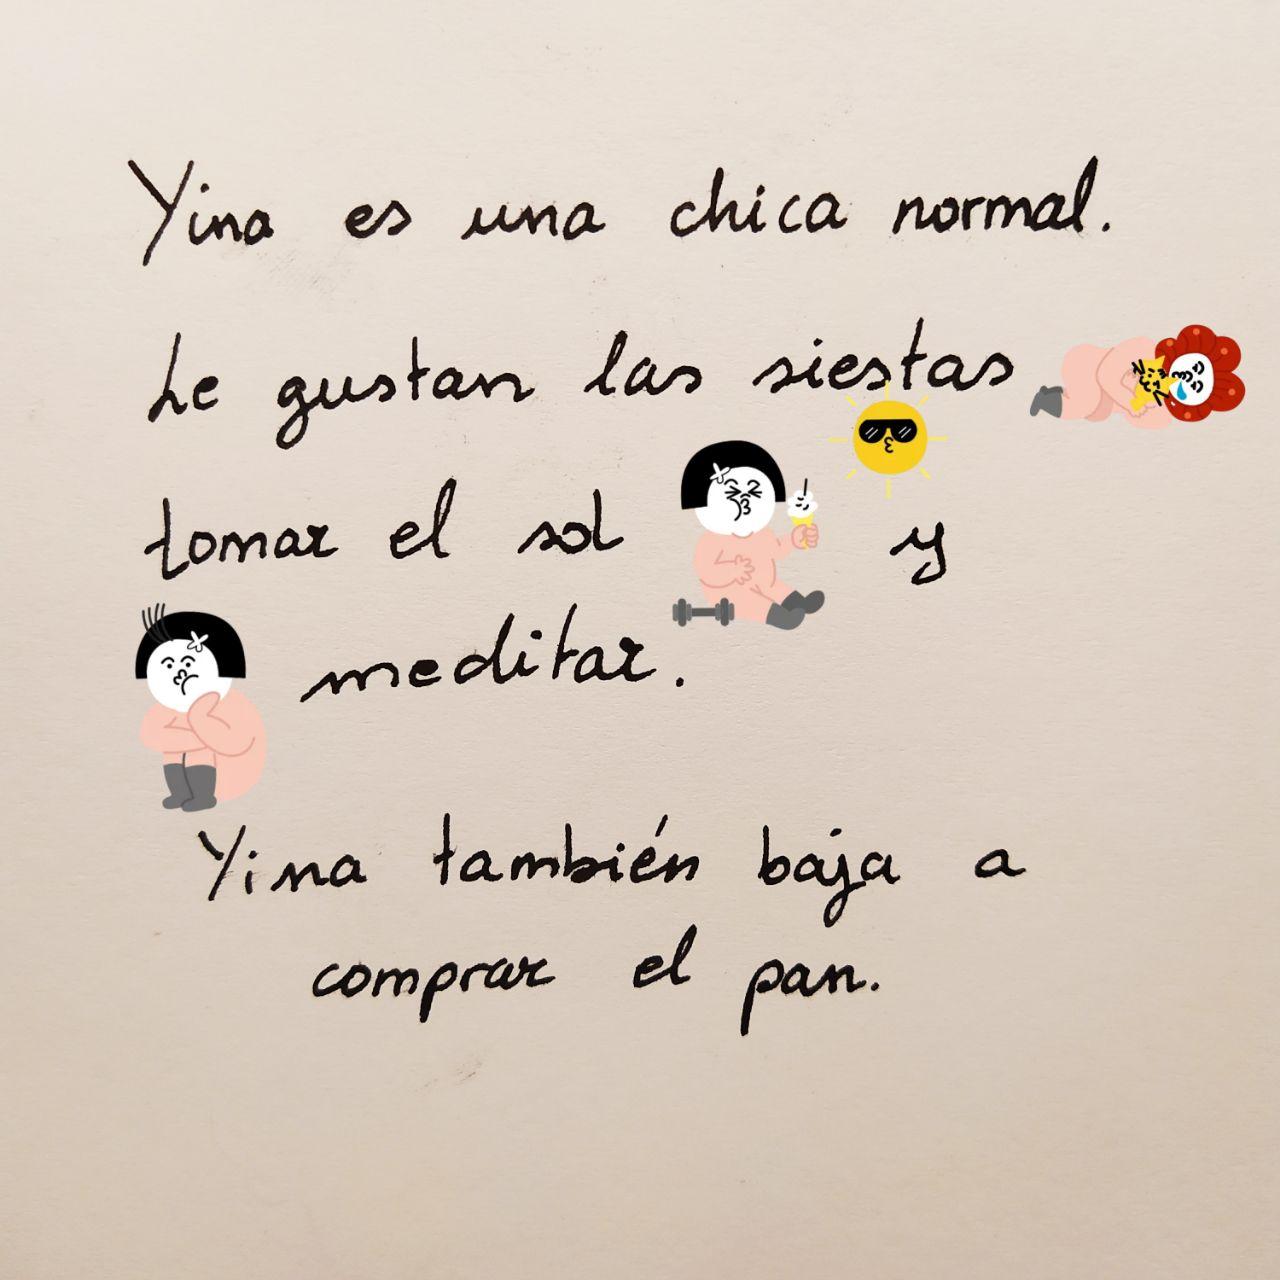 Yina es una chica normal.
Le gustan las siestas
tomar el sol y
meditar.
Yina también baja a
comprar el pan.